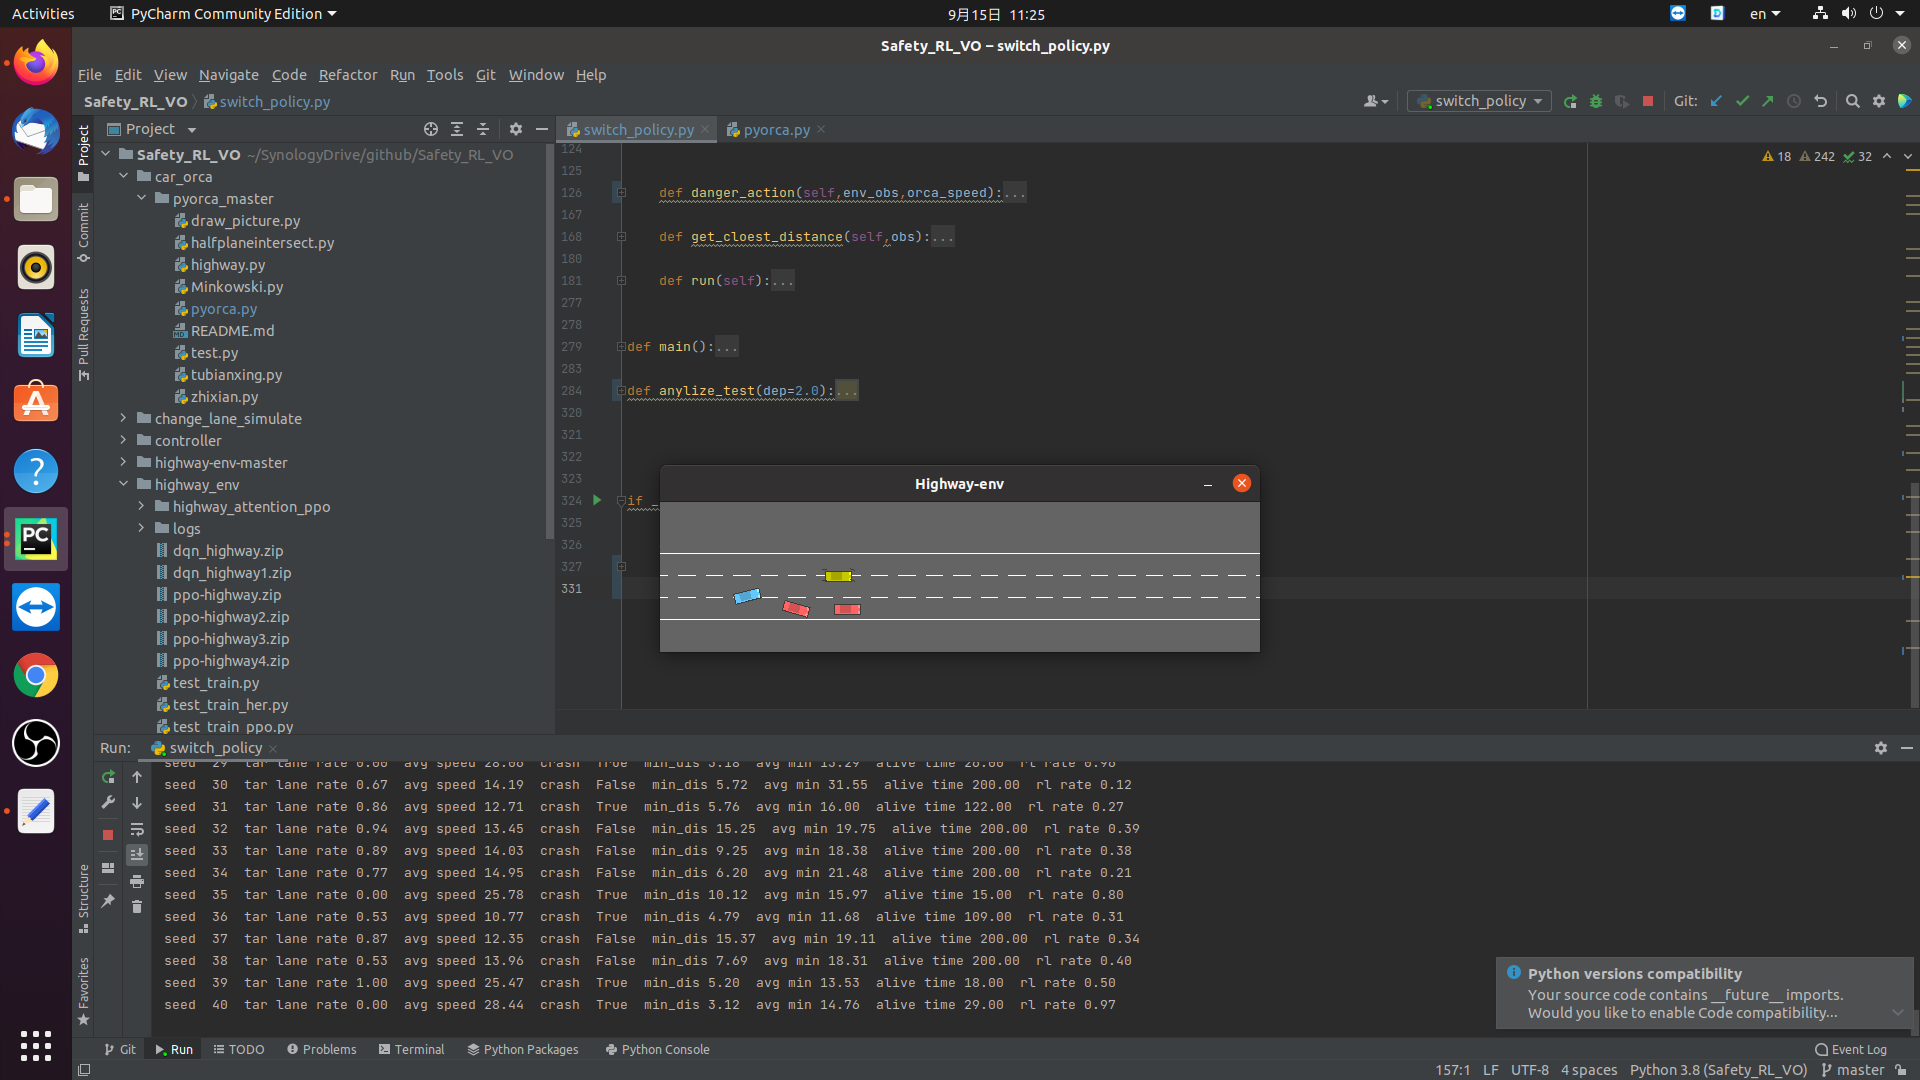 Activities
PyCharm Community Edition
9月15日 11:25
en
Safety_RL_VO – switch_policy.py
File Edit View Navigate Code Refactor Run Tools Git Window Help
Safety_RL_VO switch_policy.py
switch_policy
Git:
Project
Commit
Pull Requests
Structure
Favorites
Project
Safety_RL_VO ~/SynologyDrive/github/Safety_RL_VO
car_orca
pyorca_master
draw_picture.py
halfplaneintersect.py
highway.py
Minkowski.py
pyorca.py
README.md
test.py
tubianxing.py
zhixian.py
change_lane_simulate
controller
highway-env-master
highway_env
highway_attention_ppo
logs
dqn_highway.zip
dqn_highway1.zip
ppo-highway.zip
ppo-highway2.zip
ppo-highway3.zip
ppo-highway4.zip
test_train.py
test_train_her.py
test_train_ppo.py
switch_policy.py pyorca.py
18 242 32
124
125
126 def danger_action(self,env_obs,orca_speed):...
167
168 def get_cloest_distance(self,obs):...
180
181 def run(self):...
277
278
279 def main():...
283
284 def anylize_test(dep=2.0):...
320
321
322
323
324 if _
325
326
327
331
Highway-env
Run: switch_policy
seed 29 tar lane rate 0.00 avg speed 28.06 crash True min_dis 3.18 avg min 13.29 alive time 26.00 rl rate 0.96
seed 30 tar lane rate 0.67 avg speed 14.19 crash False min_dis 5.72 avg min 31.55 alive time 200.00 rl rate 0.12
seed 31 tar lane rate 0.86 avg speed 12.71 crash True min_dis 5.76 avg min 16.00 alive time 122.00 rl rate 0.27
seed 32 tar lane rate 0.94 avg speed 13.45 crash False min_dis 15.25 avg min 19.75 alive time 200.00 rl rate 0.39
seed 33 tar lane rate 0.89 avg speed 14.03 crash False min_dis 9.25 avg min 18.38 alive time 200.00 rl rate 0.38
seed 34 tar lane rate 0.77 avg speed 14.95 crash False min_dis 6.20 avg min 21.48 alive time 200.00 rl rate 0.21
seed 35 tar lane rate 0.00 avg speed 25.78 crash True min_dis 10.12 avg min 15.97 alive time 15.00 rl rate 0.80
seed 36 tar lane rate 0.53 avg speed 10.77 crash True min_dis 4.79 avg min 11.68 alive time 109.00 rl rate 0.31
seed 37 tar lane rate 0.87 avg speed 12.35 crash False min_dis 15.37 avg min 19.11 alive time 200.00 rl rate 0.34
seed 38 tar lane rate 0.53 avg speed 13.96 crash False min_dis 7.69 avg min 18.31 alive time 200.00 rl rate 0.40
seed 39 tar lane rate 1.00 avg speed 25.47 crash True min_dis 5.20 avg min 13.53 alive time 18.00 rl rate 0.50
seed 40 tar lane rate 0.00 avg speed 28.44 crash True min_dis 3.12 avg min 14.76 alive time 29.00 rl rate 0.97
Python versions compatibility
Your source code contains __future__ imports.
Would you like to enable Code compatibility...
Git Run TODO Problems Terminal Python Packages Python Console Event Log
157:1 LF UTF-8 4 spaces Python 3.8 (Safety_RL_VO) master